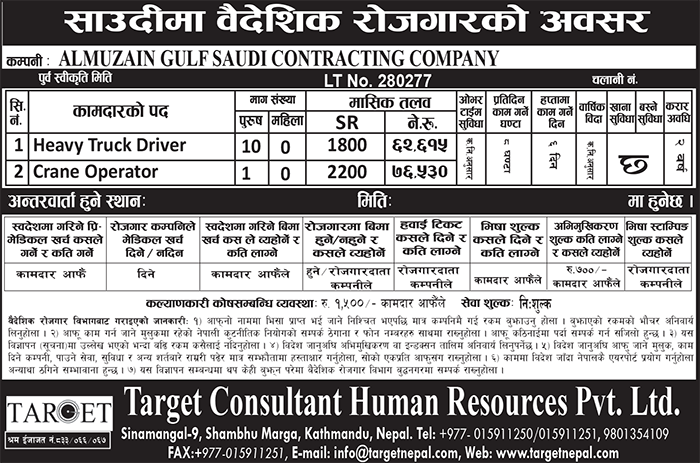 साउदीमा वैदेशिक रोजगारको अवसर
कम्पनी : ALMUZAIN GULF SAUDI CONTRACTING COMPANY
पुर्व स्वीकृति मिति LT No. 280277 चलानी नं.
सि. नं. कामदारको पद माग संख्या पुरुष महिला मासिक तलव SR ने.रु. ओभर टाईम सुविधा प्रतिदिन काम गर्ने घण्टा हप्तामा काम गर्ने दिन वार्षिक विदा खाना सुविधा बस्ने सुविधा करार अवधि
1 Heavy Truck Driver 10 0 1800 ६२,६१५ क.नि. अनुसार ८ घण्टा ६ दिन क.नि. अनुसार छ २ वर्ष
2 Crane Operator 1 0 2200 ७६,५३०
अन्तरवार्ता हुने स्थान: मिति: मा हुनेछ ।
स्वदेशमा गरिने प्रि-मेडिकल खर्च कसले गर्ने र कति गर्ने रोजगार कम्पनिले मेडिकल खर्च दिने / नदिन स्वदेशमा गरिने बिमा खर्च कस ले व्यहोर्ने र कति लाग्ने रोजगारमा बिमा हुने/नहुने र कसले व्यहोर्ने हवाई टिकट कसले दिने र कति लाग्ने भिषा शुल्क कसले दिने र कति लाग्ने अभिमुखिकरण शुल्क कति लाग्ने र कसले व्यहोर्ने भिषा स्टाम्पिङ शुल्क कति लाग्ने र कसले व्यहोर्ने
कामदार आफै दिने कामदार आफैले हुने / रोजगारदाता कम्पनीले रोजगारदाता कम्पनीले कामदार आफैले रु.७००/- कामदार आफैले कामदार आफैले
कल्याणकारी कोषसम्बन्धि व्यवस्था: रु. १,५००/- कामदार आफैले सेवा शुल्क: नि:शुल्क
वैदेशिक रोजगार विभागबाट गराइएको जानकारी: १) आफुनो नाममा भिसा प्राप्त भई जाने निश्चित भएपछि मात्र कम्पनिमै गई रकम बुझाउनु होला । बुझाएको रकमको भौचर अनिवार्य
लिनुहोला । २) आफू काम गर्न जाने मुलुकमा रहेको नेपाली कुटनीतिक नियोगको सम्पर्क ठेगाना र फोन नम्बरहरु साथमा राख्नुहोला । आफू कठिनाईमा पर्दा सम्पर्क गर्न सजिलो हुन्छ । ३) यस
विज्ञापन (सूचना)मा उल्लेख भएको भन्दा बढि रकम कसैलाई नदिनुहोला । ४) विदेश जानुअघि अभिमुखिकरण वा इन्डक्सन तालिम अनिवार्य लिनुपर्नेछ । ५) विदेश जानुअघि आफू जाने मुलुक, काम
दिने कंपनी, पाउने सेवा, सुविधा र अन्य शर्तबारे राम्ररी पढेर मात्र सम्झौतामा हस्ताक्षर गर्नुहोला, सोको एकप्रति आफुसंग राख्नुहोला । ६) काममा विदेश जाँदा नेपालकै एयरपोर्ट प्रयोग गर्नुहोला
अन्यथा ठगिने सम्भावना हुन्छ । ७) यस विज्ञापन सम्बन्धमा थप केही बुझ्न परेमा वैदेशिक रोजगार विभाग बुद्धनगरमा सम्पर्क राख्नुहोला ।
TARGET
श्रम ईजाजत नं.८३३/०६६/०६७
Target Consultant Human Resources Pvt. Ltd.
Sinamangal-9, Shambhu Marga, Kathmandu, Nepal. Tel: +977- 015911250/015911251, 9801354109
FAX:+977-015911251, E-mail: info@targetnepal.com, Web: www.targetnepal.com